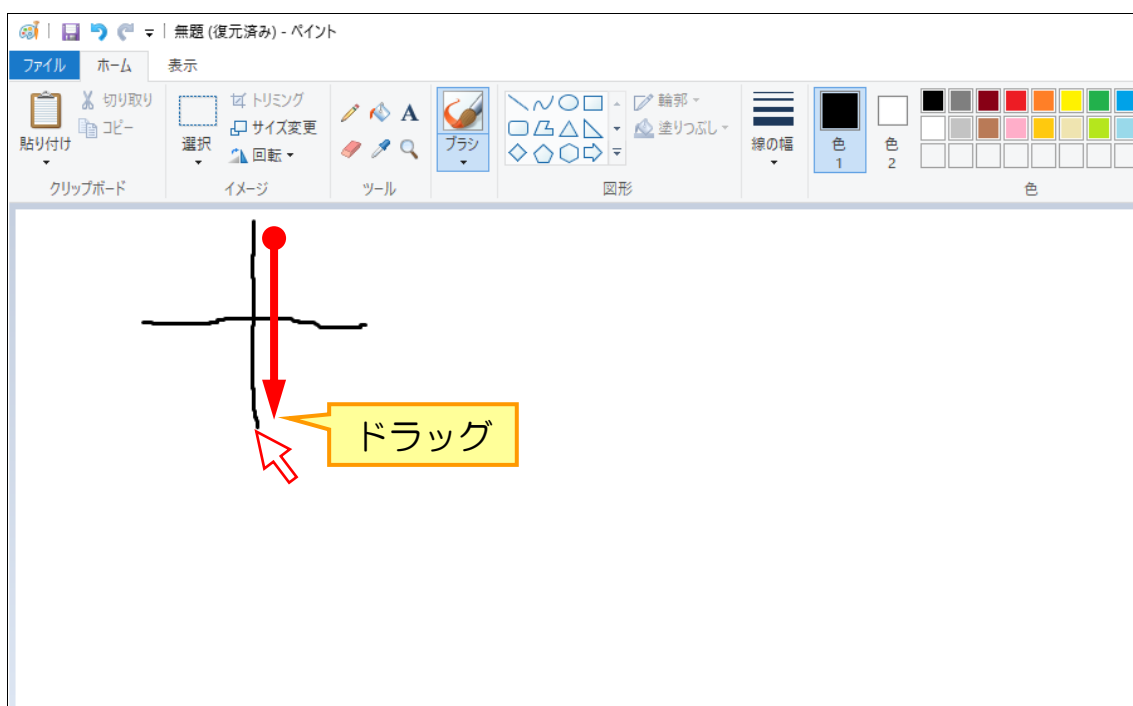 無題 (復元済み) - ペイント
ファイル ホーム 表示
貼り付け
切り取り
コピー
クリップボード
選択
トリミング
サイズ変更
回転
イメージ
A
ツール
ブラシ
輪郭
塗りつぶし
図形
線の幅
色
1
色
2
色
ドラッグ